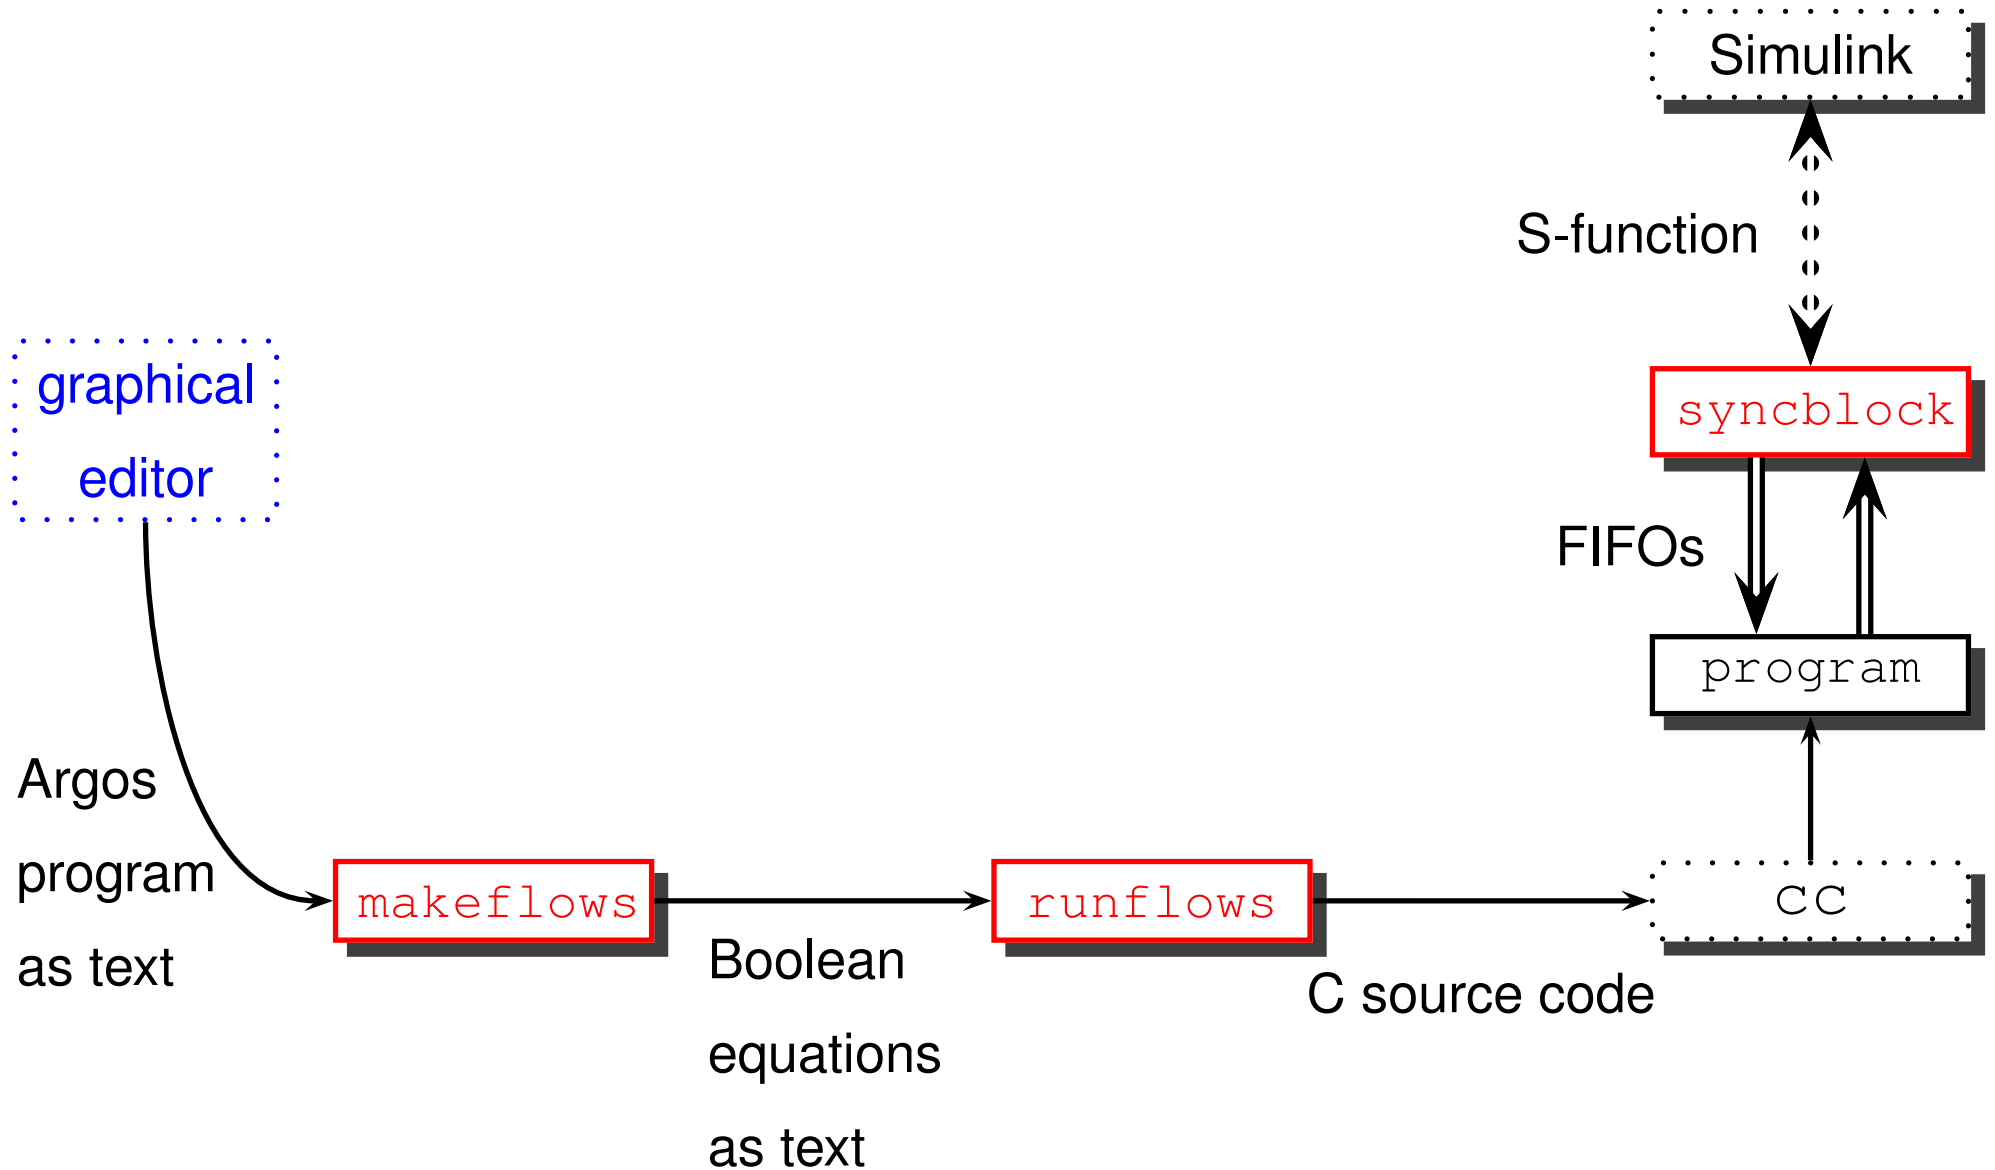 Simulink
S-function
graphical
editor
syncblock
FIFOs
program
Argos
program
as text
makeflows
runflows
cc
Boolean
equations
as text
C source code